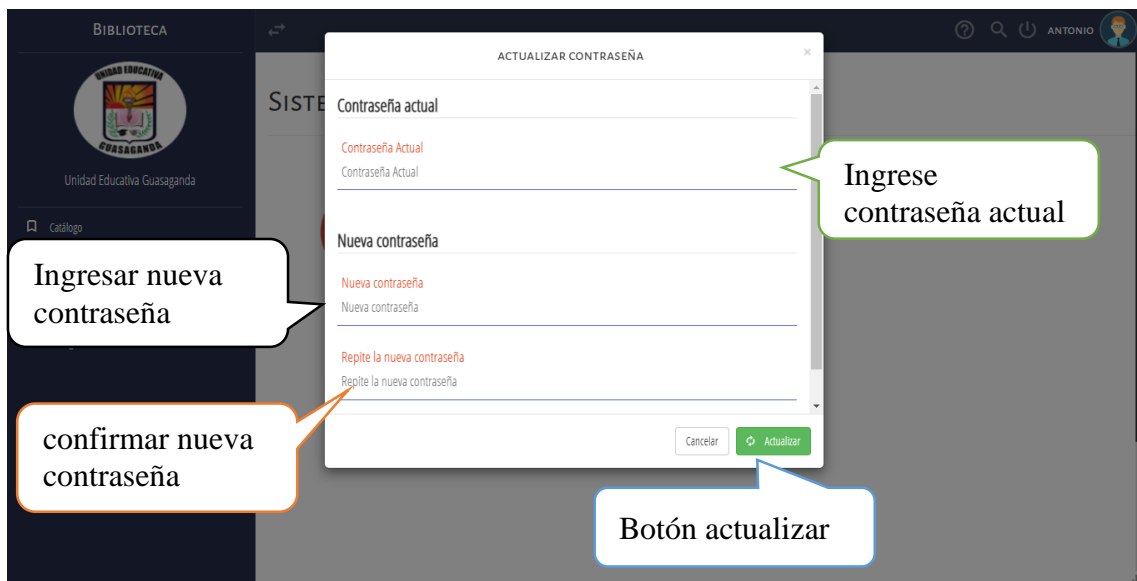 BIBLIOTECA
ANTONIO
UNIDAD EDUCATIVA
GUASAGANDA
Unidad Educativa Guasaganda
Catálogo
SISTE
ACTUALIZAR CONTRASEÑA
×
Contraseña actual
Contraseña Actual
Contraseña Actual
Ingrese
contraseña actual
Nueva contraseña
Ingresar nueva
contraseña
Nueva contraseña
Nueva contraseña
Repite la nueva contraseña
Repite la nueva contraseña
confirmar nueva
contraseña
Cancelar
Actualizar
Botón actualizar